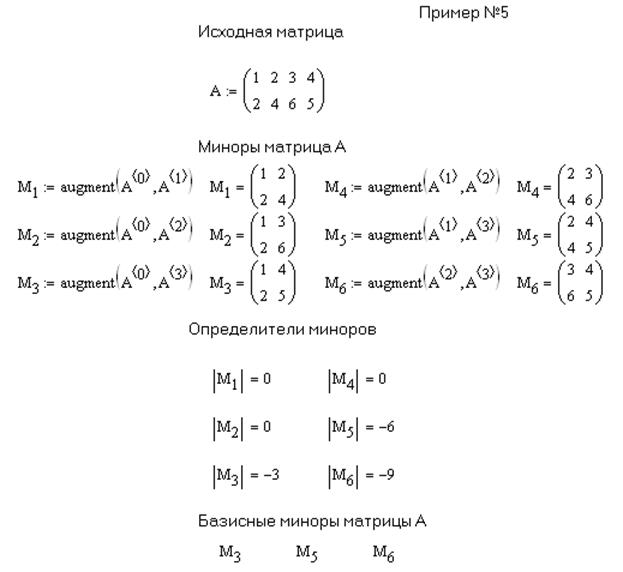 Пример №5
Исходная матрица
A := ( 1 2 3 4
2 4 6 5 )
Миноры матрица А
M1 := augment(A⟨0⟩, A⟨1⟩) M1 = ( 1 2
2 4 ) M4 := augment(A⟨1⟩, A⟨2⟩) M4 = ( 2 3
4 6 )
M2 := augment(A⟨0⟩, A⟨2⟩) M2 = ( 1 3
2 6 ) M5 := augment(A⟨1⟩, A⟨3⟩) M5 = ( 2 4
4 5 )
M3 := augment(A⟨0⟩, A⟨3⟩) M3 = ( 1 4
2 5 ) M6 := augment(A⟨2⟩, A⟨3⟩) M6 = ( 3 4
6 5 )
Определители миноров
|M1| = 0 |M4| = 0
|M2| = 0 |M5| = −6
|M3| = −3 |M6| = −9
Базисные миноры матрицы А
M3 M5 M6